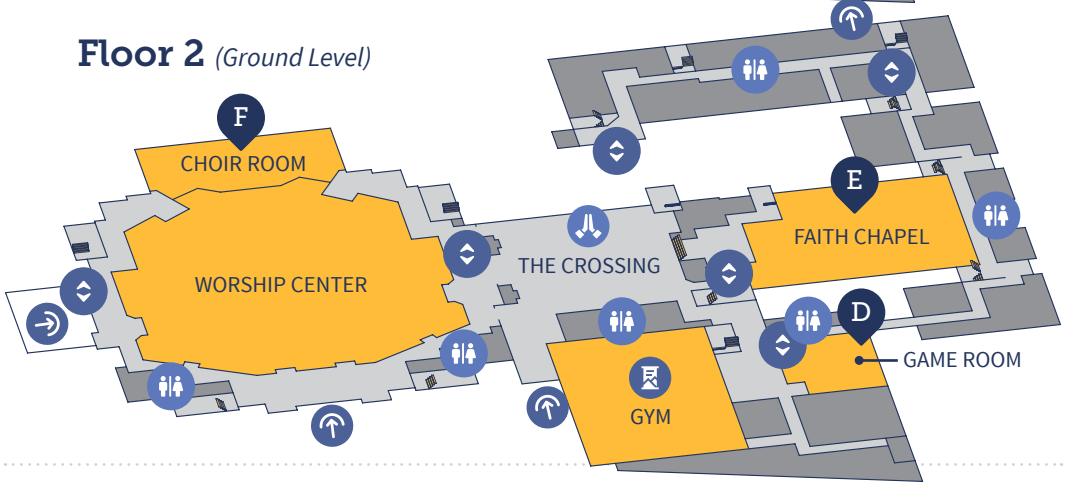 Floor 2 (Ground Level)
F
CHOIR ROOM
E
FAITH CHAPEL
THE CROSSING
WORSHIP CENTER
D
GAME ROOM
GYM